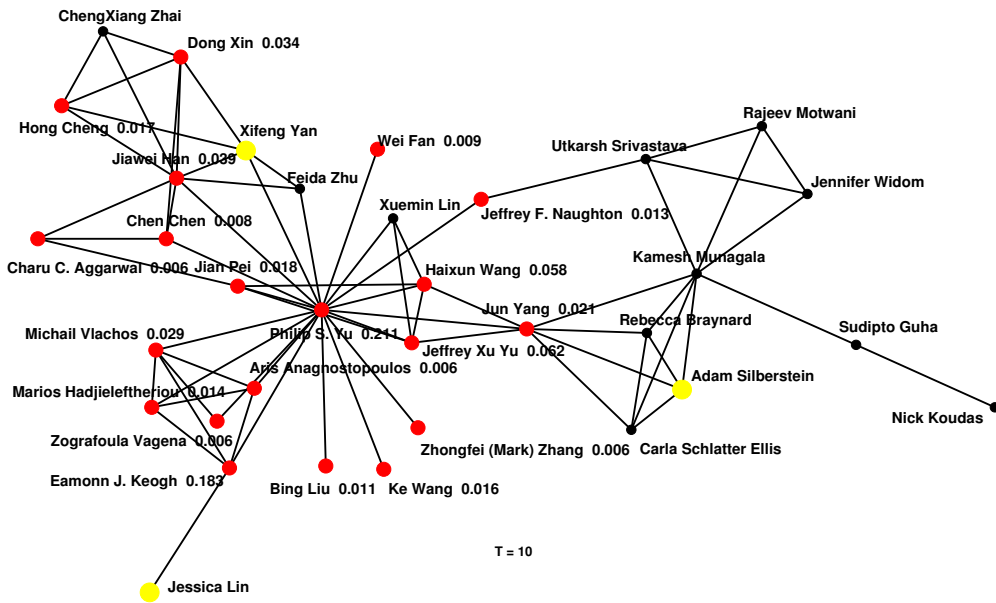 ChengXiang Zhai
Dong Xin 0.034
Rajeev Motwani
Hong Cheng 0.017
Xifeng Yan
Wei Fan 0.009
Utkarsh Srivastava
Jiawei Han 0.039
Feida Zhu
Jennifer Widom
Xuemin Lin
Jeffrey F. Naughton 0.013
Chen Chen 0.008
Kamesh Munagala
Charu C. Aggarwal 0.006
Jian Pei 0.018
Haixun Wang 0.058
Jun Yang 0.021
Rebecca Braynard
Sudipto Guha
Michail Vlachos 0.029
Philip S. Yu 0.211
Jeffrey Xu Yu 0.062
Aris Anagnostopoulos 0.006
Adam Silberstein
Marios Hadjieleftheriou 0.014
Nick Koudas
Zografoula Vagena 0.006
Zhongfei (Mark) Zhang 0.006
Carla Schlatter Ellis
Eamonn J. Keogh 0.183
Bing Liu 0.011
Ke Wang 0.016
T = 10
Jessica Lin